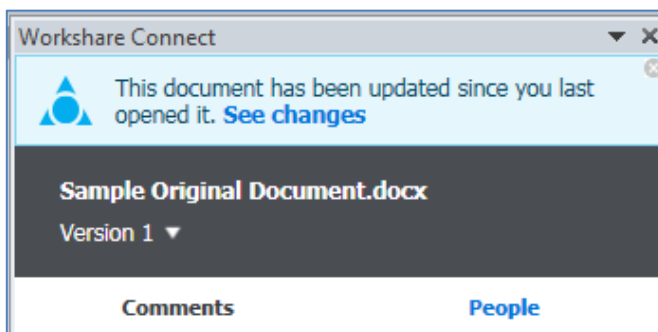 Workshare Connect
This document has been updated since you last
opened it. See changes
Sample Original Document.docx
Version 1
Comments People